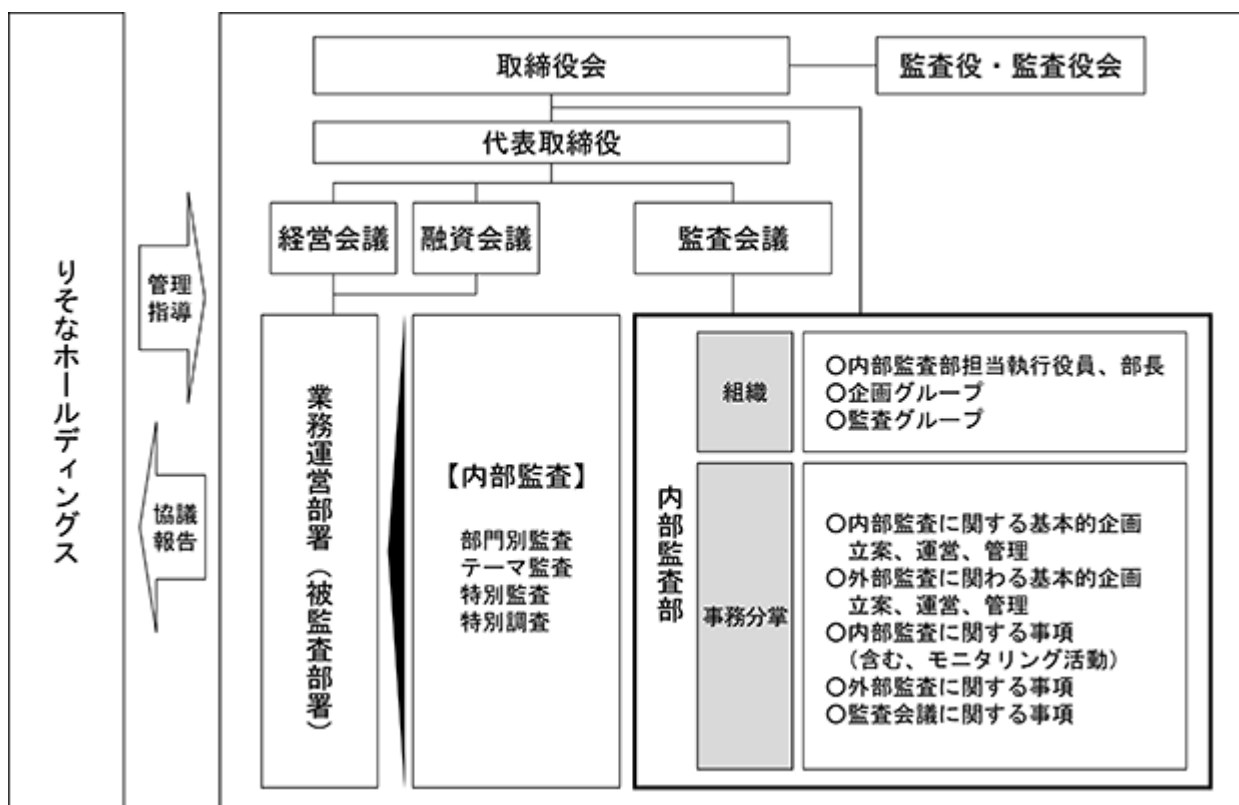 りそなホールディングス
管理
指導
協議
報告
取締役会
監査役・監査役会
代表取締役
経営会議
融資会議
監査会議
業務運営部署（被監査部署）
【内部監査】
部門別監査
テーマ監査
特別監査
特別調査
内部監査部
組織
〇内部監査部担当執行役員、部長
〇企画グループ
〇監査グループ
事務分掌
〇内部監査に関する基本的企画
立案、運営、管理
〇外部監査に関わる基本的企画
立案、運営、管理
〇内部監査に関する事項
（含む、モニタリング活動）
〇外部監査に関する事項
〇監査会議に関する事項